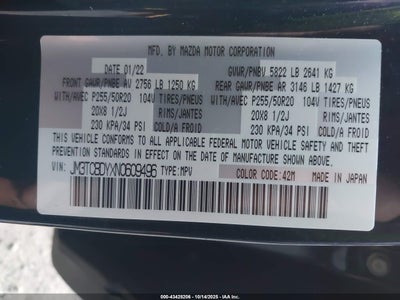 MFD. BY MAZDA MOTOR CORPORATION
DATE: 01/22 GVWR/PNBV 5822 LB 2641 KG
FRONT GAWR/PNBE AV 2756 LB 1250 KG REAR GAWR/PNBE AR 3146 LB 1427 KG
WITH/AVEC P255/50R20 104V TIRES/PNEUS WITH/AVEC P255/50R20 104V TIRES/PNEUS
20X8 1/2J RIMS/JANTES 20X8 1/2J RIMS/JANTES
230 KPA/34 PSI COLD/A FROID 230 KPA/34 PSI COLD/A FROID
THIS VEHICLE CONFORMS TO ALL APPLICABLE FEDERAL MOTOR VEHICLE SAFETY AND THEFT
PREVENTION STANDARDS IN EFFECT ON THE DATE OF MANUFACTURE SHOWN ABOVE.
VIN: JM3TCBDYXN0609496 TYPE:MPV COLOR CODE:42M MADE IN JAPAN
000-43428206 - 10/14/2025 - IAA, Inc.